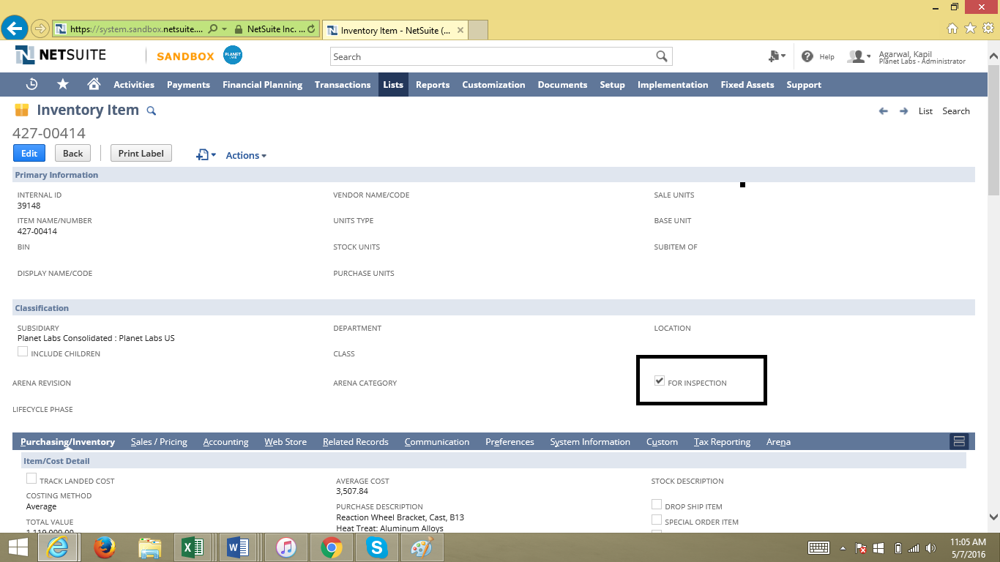 https://system.sandbox.netsuite....
NetSuite Inc. ...
Inventory Item - NetSuite (...
NETSUITE
SANDBOX
PLANET LABS
Search
Help
Agarwal, Kapil
Planet Labs - Administrator
Activities Payments Financial Planning Transactions Lists Reports Customization Documents Setup Implementation Fixed Assets Support
Inventory Item
List Search
427-00414
Edit Back Print Label Actions
Primary Information
INTERNAL ID VENDOR NAME/CODE SALE UNITS
39148
ITEM NAME/NUMBER UNITS TYPE BASE UNIT
427-00414
BIN STOCK UNITS SUBITEM OF
DISPLAY NAME/CODE PURCHASE UNITS
Classification
SUBSIDIARY DEPARTMENT LOCATION
Planet Labs Consolidated : Planet Labs US
INCLUDE CHILDREN CLASS
ARENA REVISION ARENA CATEGORY FOR INSPECTION
LIFECYCLE PHASE
Purchasing/Inventory Sales / Pricing Accounting Web Store Related Records Communication Preferences System Information Custom Tax Reporting Arena
Item/Cost Detail
TRACK LANDED COST AVERAGE COST STOCK DESCRIPTION
3,507.84
COSTING METHOD
Average PURCHASE DESCRIPTION DROP SHIP ITEM
Reaction Wheel Bracket, Cast, B13
TOTAL VALUE SPECIAL ORDER ITEM
Heat Treat: Aluminum Alloys
11:05 AM
5/7/2016